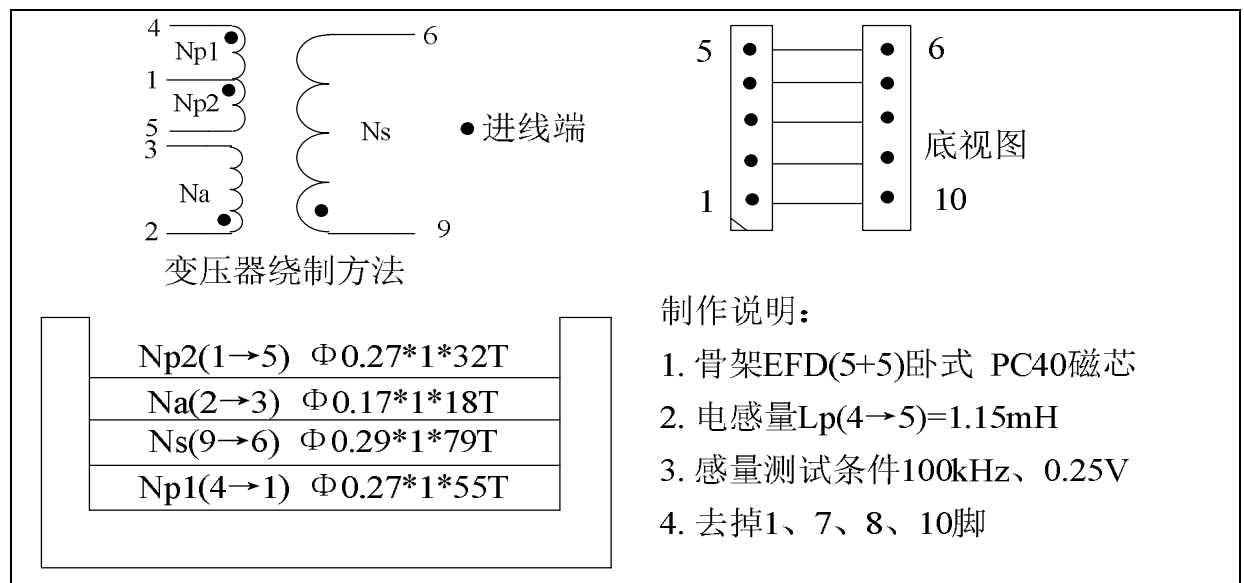 4
Np1
1
Np2
5
3
Na
2
6
Ns
9
● 进线端
5
6
1
10
底视图
变压器绕制方法
Np2(1→5) Φ0.27*1*32T
Na(2→3) Φ0.17*1*18T
Ns(9→6) Φ0.29*1*79T
Np1(4→1) Φ0.27*1*55T
制作说明：
1. 骨架EFD(5+5)卧式 PC40磁芯
2. 电感量Lp(4→5)=1.15mH
3. 感量测试条件100kHz、0.25V
4. 去掉1、7、8、10脚